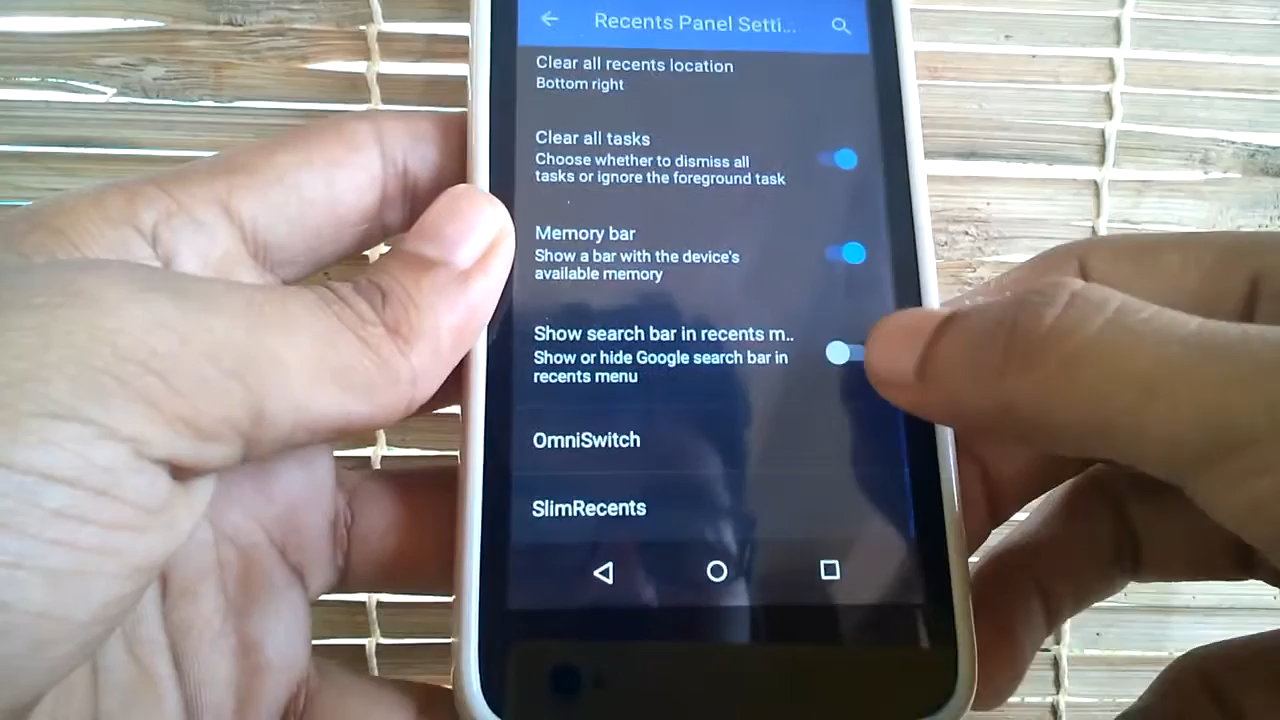 Recents Panel Setti...
Clear all recents location
Bottom right
Clear all tasks
Choose whether to dismiss all
tasks or ignore the foreground task
Memory bar
Show a bar with the device's
available memory
Show search bar in recents m..
Show or hide Google search bar in
recents menu
OmniSwitch
SlimRecents